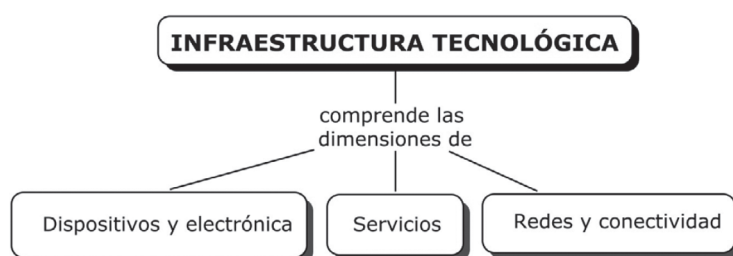 INFRAESTRUCTURA TECNOLÓGICA
comprende las
dimensiones de
Dispositivos y electrónica
Servicios
Redes y conectividad